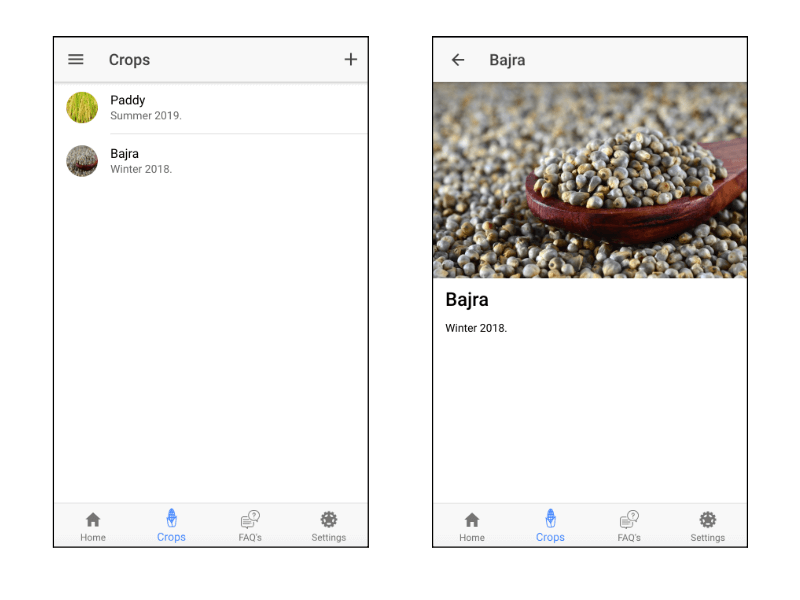 Crops
Paddy
Summer 2019.
Bajra
Winter 2018.
Home
Crops
FAQ's
Settings
Bajra
Bajra
Winter 2018.
Home
Crops
FAQ's
Settings